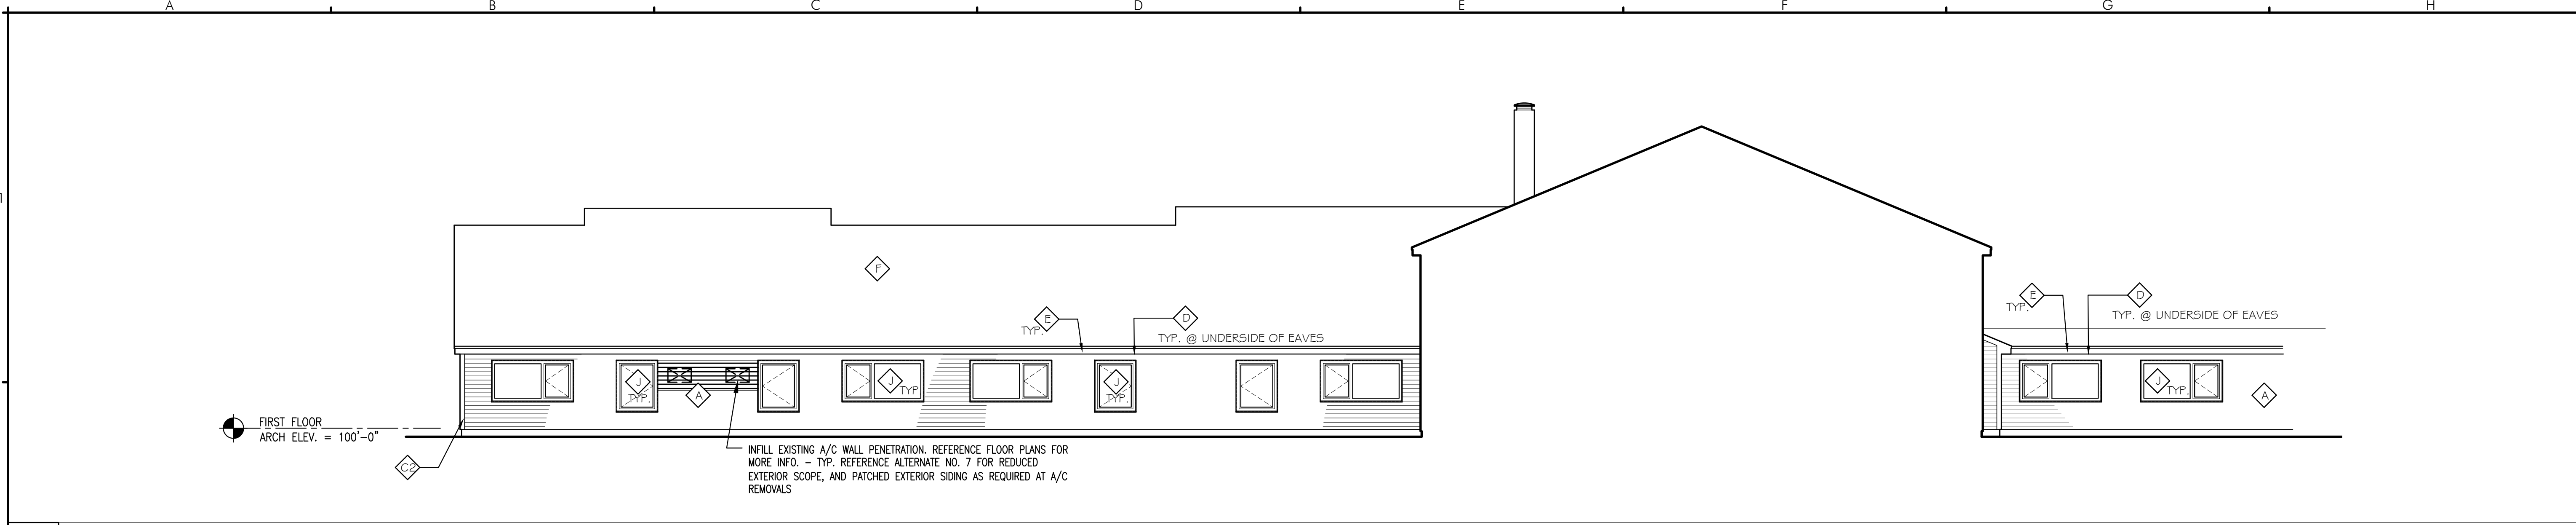 A B C D E F G H
1
F
E
TYP.
D
TYP. @ UNDERSIDE OF EAVES
E
TYP.
D
TYP. @ UNDERSIDE OF EAVES
J
TYP.
A
J
TYP.
J
TYP.
J
TYP.
A
FIRST FLOOR
ARCH ELEV. = 100'-0"
C2
INFILL EXISTING A/C WALL PENETRATION. REFERENCE FLOOR PLANS FOR
MORE INFO. - TYP. REFERENCE ALTERNATE NO. 7 FOR REDUCED
EXTERIOR SCOPE, AND PATCHED EXTERIOR SIDING AS REQUIRED AT A/C
REMOVALS